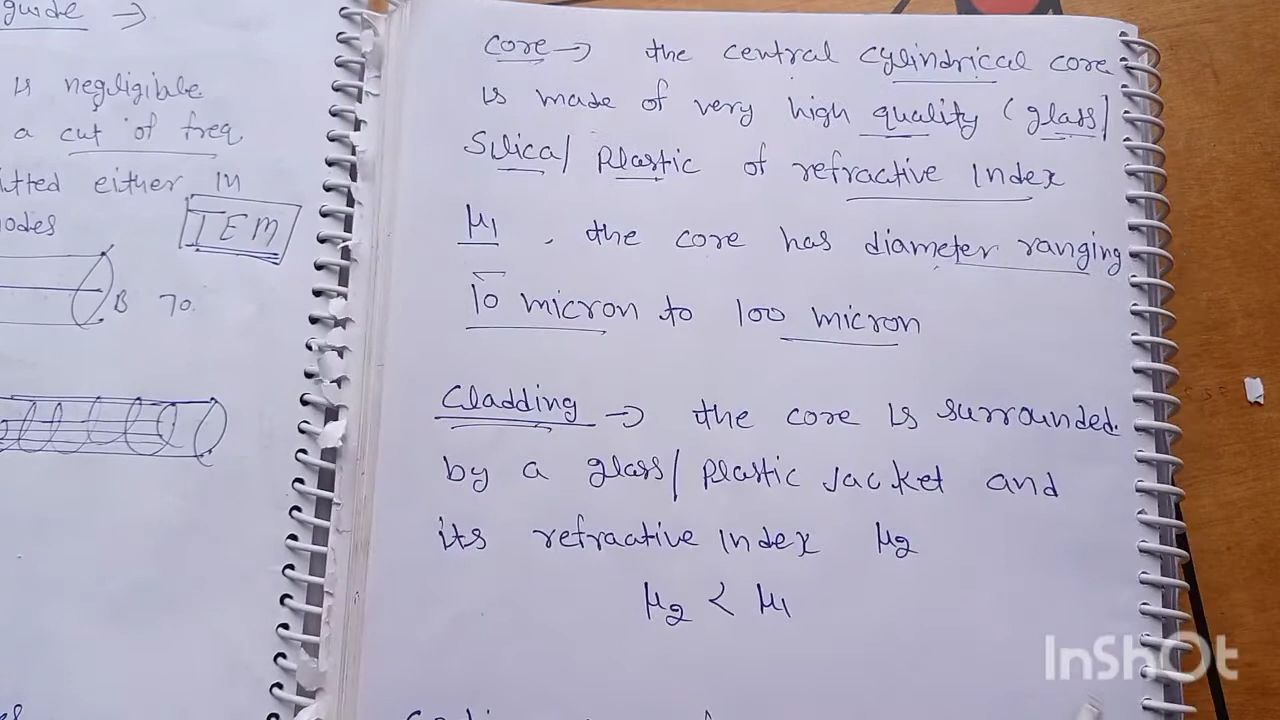 guide →
is negligible
a cut of freq
itted either in
modes
TEM
B 70.
Core → the central cylindrical core
is made of very high quality (glass/
Silica/ Plastic of refractive Index
μ1 . the core has diameter ranging
10 micron to 100 micron
Cladding → the core is surrounded.
by a glass/ plastic Jacket and
its refractive Index μ2
μ2 < μ1
InShOt